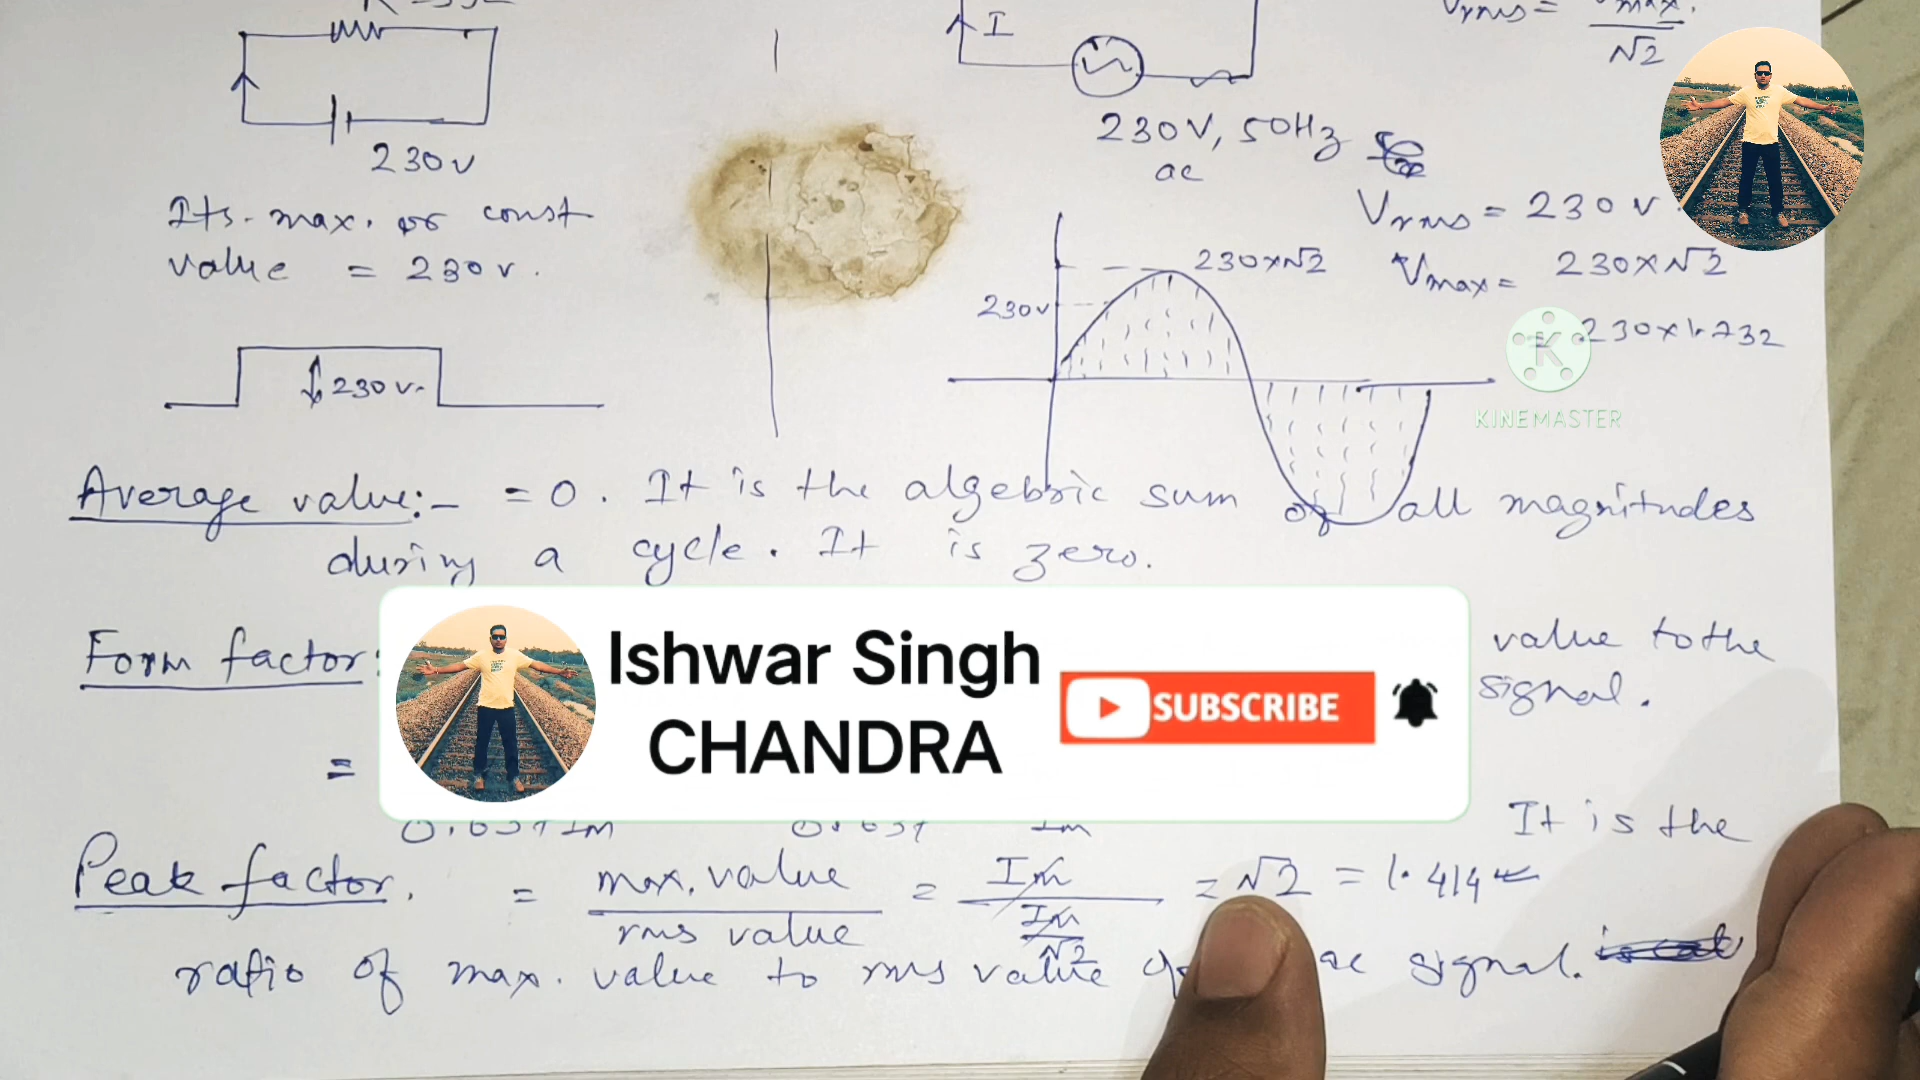 I
Vrms = Vmax.
√2
230V
230V, 50Hz
ac
Its. max. or const
value = 230v.
Vrms = 230v
Vmax = 230×√2
= 230×1.732
230×√2
230v
230v.
KINEMASTER
Average value:- = 0. It is the algebric sum of all magnitudes
during a cycle. It is zero.
Form factor: value to the
signal.
=
Ishwar Singh
CHANDRA
SUBSCRIBE
It is the
Peak factor. = max. value / rms value = Im / Im/√2 = √2 = 1.414
ratio of max. value to rms value ac signal.